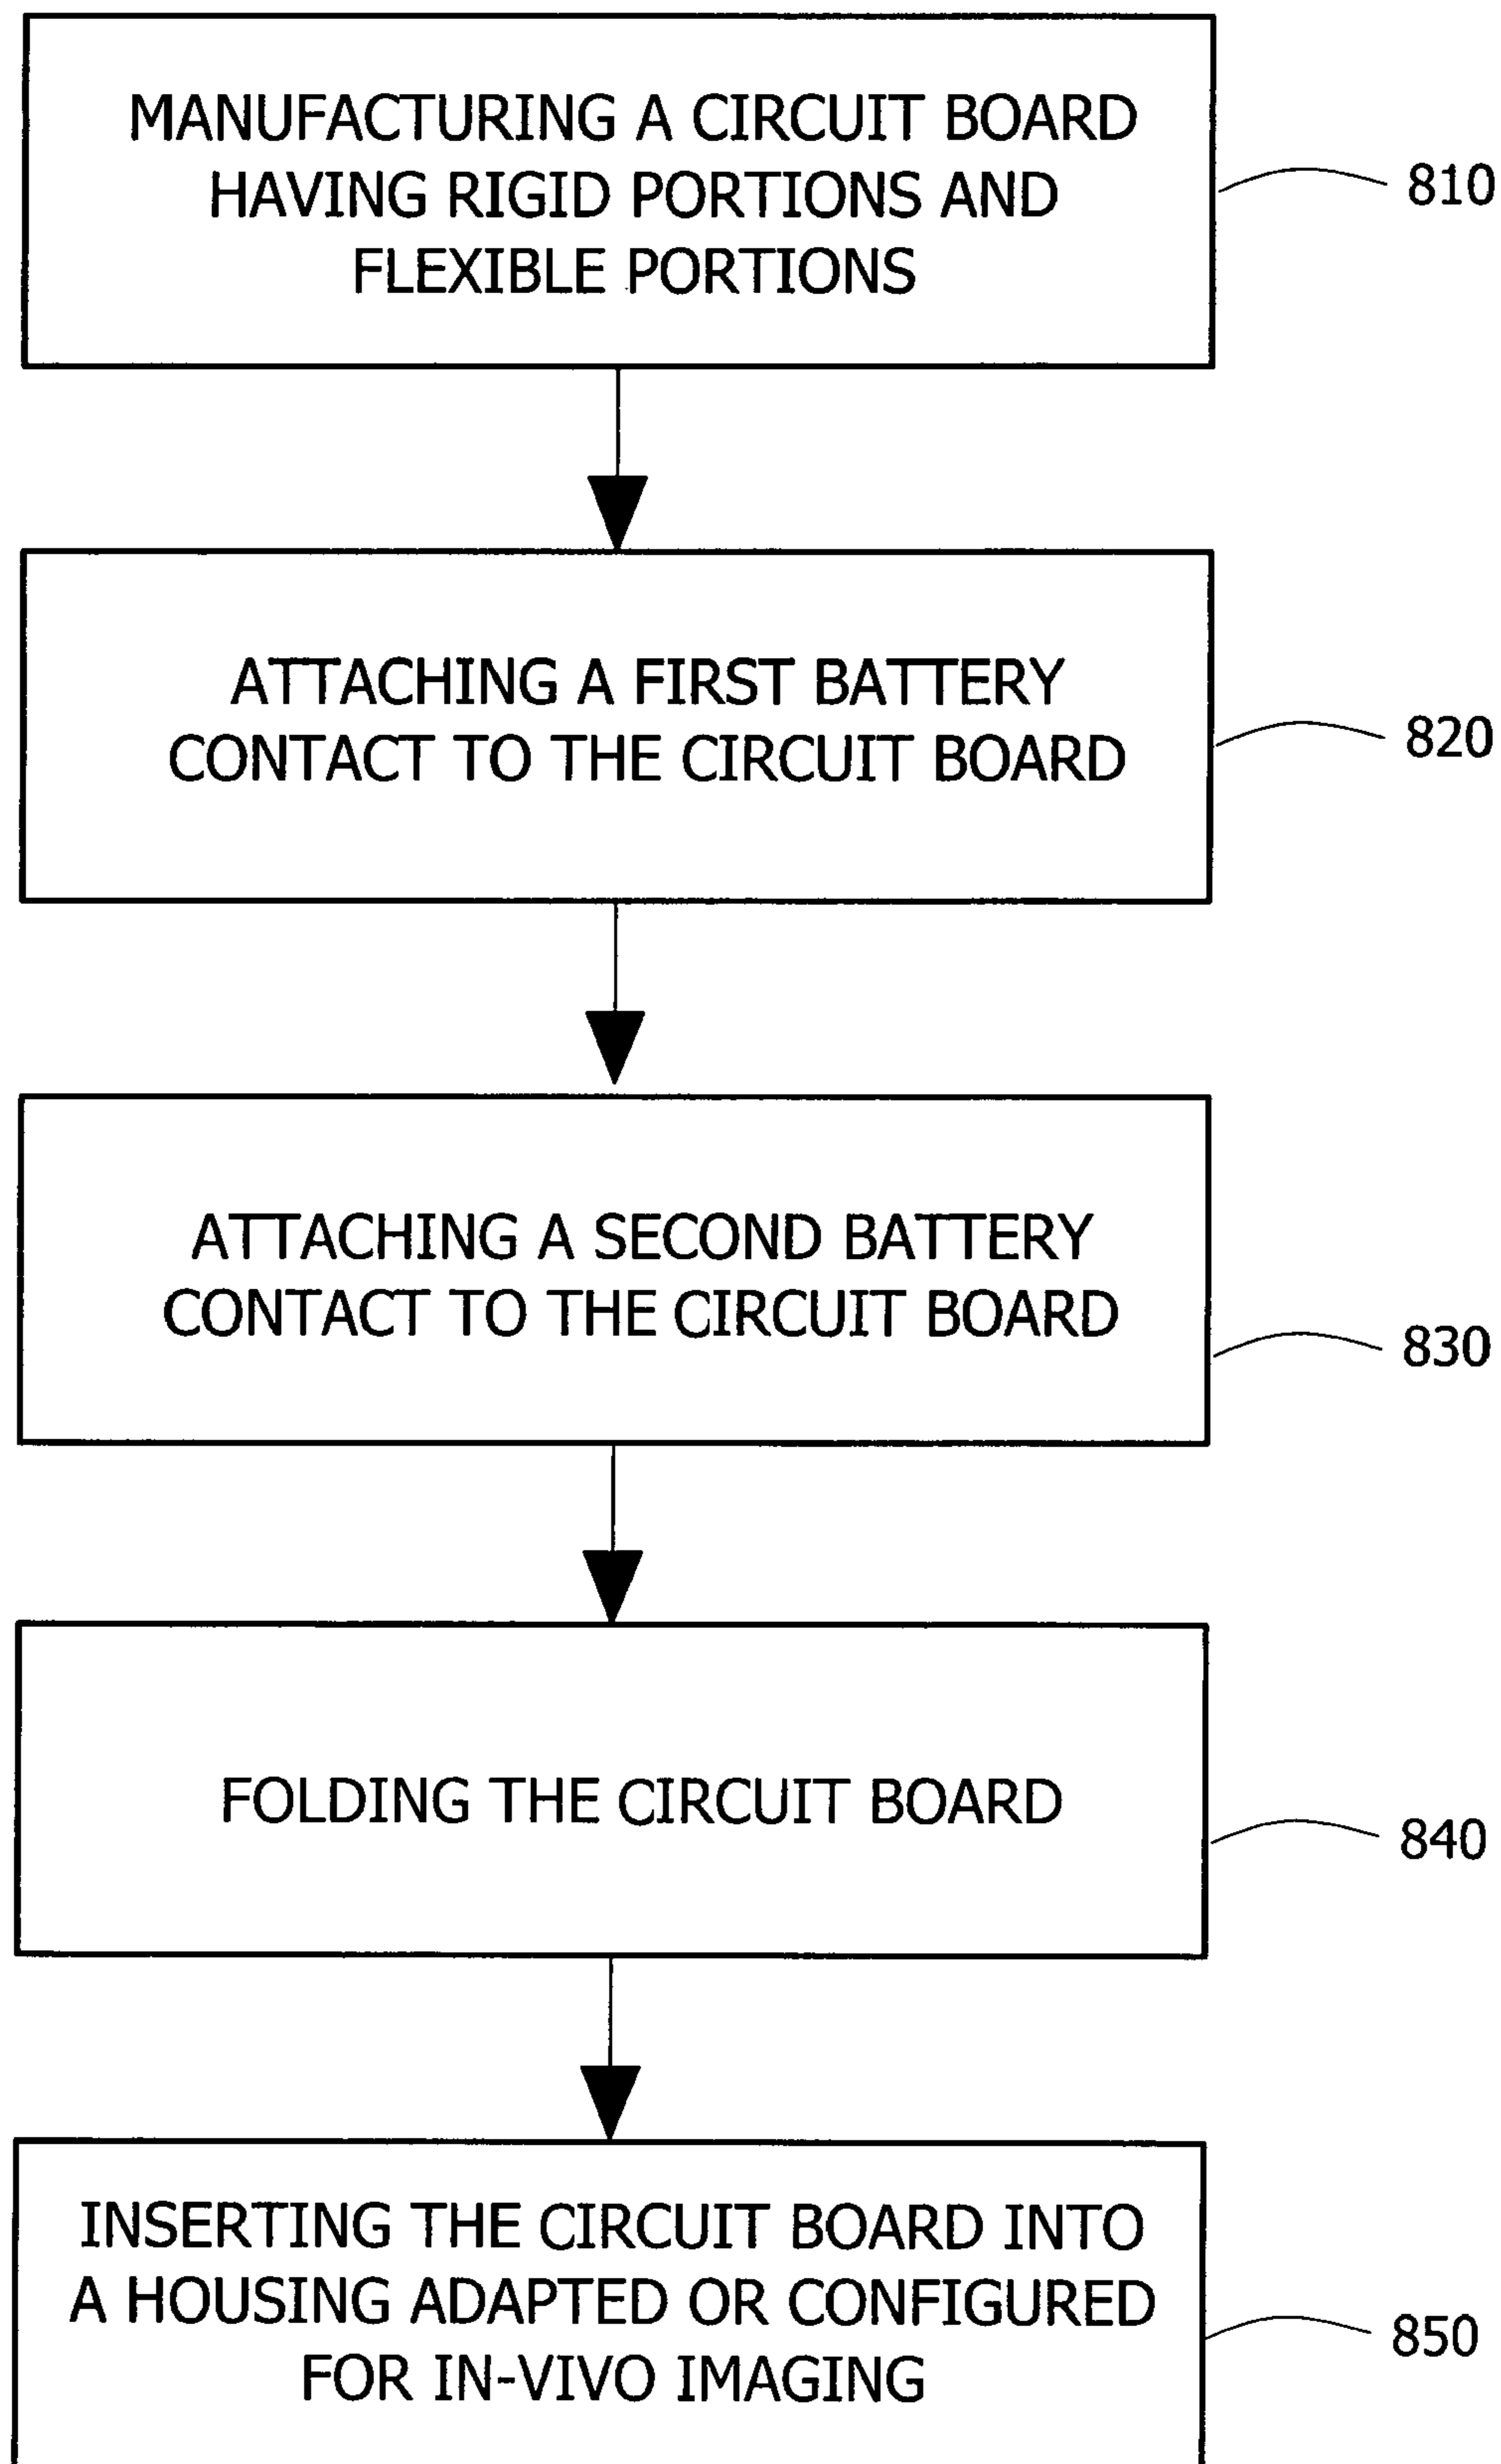 MANUFACTURING A CIRCUIT BOARD
HAVING RIGID PORTIONS AND
FLEXIBLE PORTIONS
810
ATTACHING A FIRST BATTERY
CONTACT TO THE CIRCUIT BOARD
820
ATTACHING A SECOND BATTERY
CONTACT TO THE CIRCUIT BOARD
830
FOLDING THE CIRCUIT BOARD
840
INSERTING THE CIRCUIT BOARD INTO
A HOUSING ADAPTED OR CONFIGURED
FOR IN-VIVO IMAGING
850